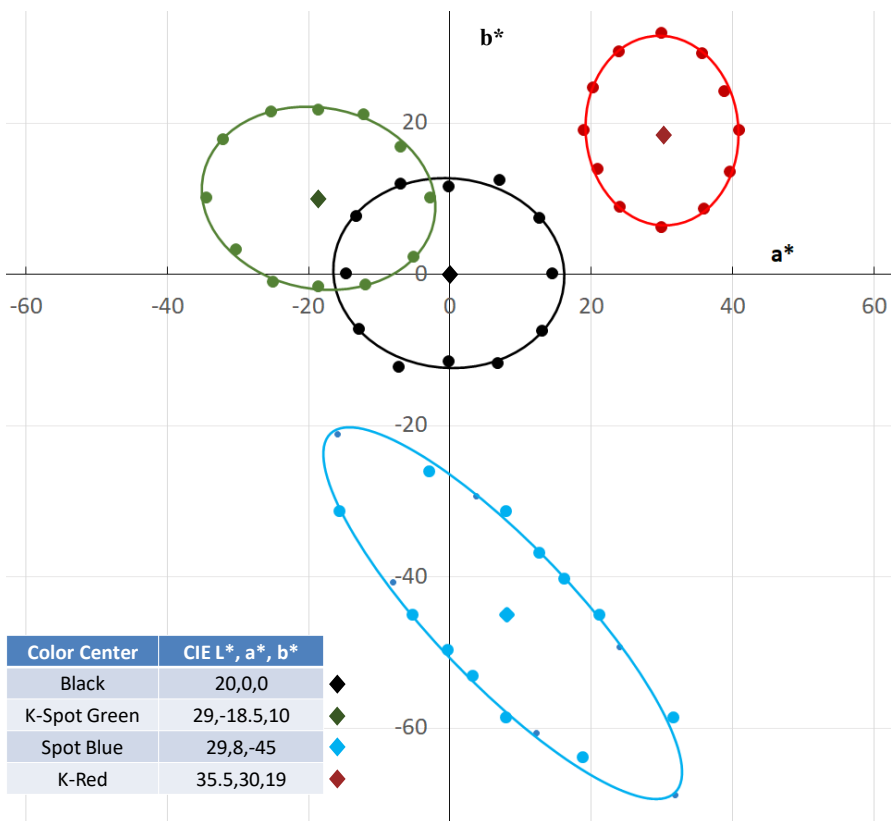 b*
20
a*
-60
-40
-20
0
20
40
60
-20
-40
-60
Color Center CIE L*, a*, b*
Black 20,0,0
K-Spot Green 29,-18.5,10
Spot Blue 29,8,-45
K-Red 35.5,30,19